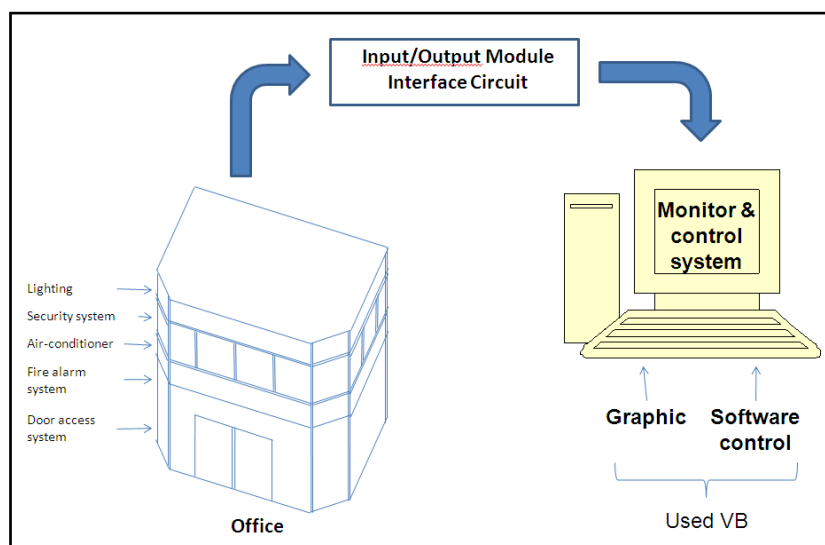 Input/Output Module
Interface Circuit
Monitor &
control
system
Lighting
Security system
Air-conditioner
Fire alarm
system
Door access
system
Office
Graphic
Software
control
Used VB